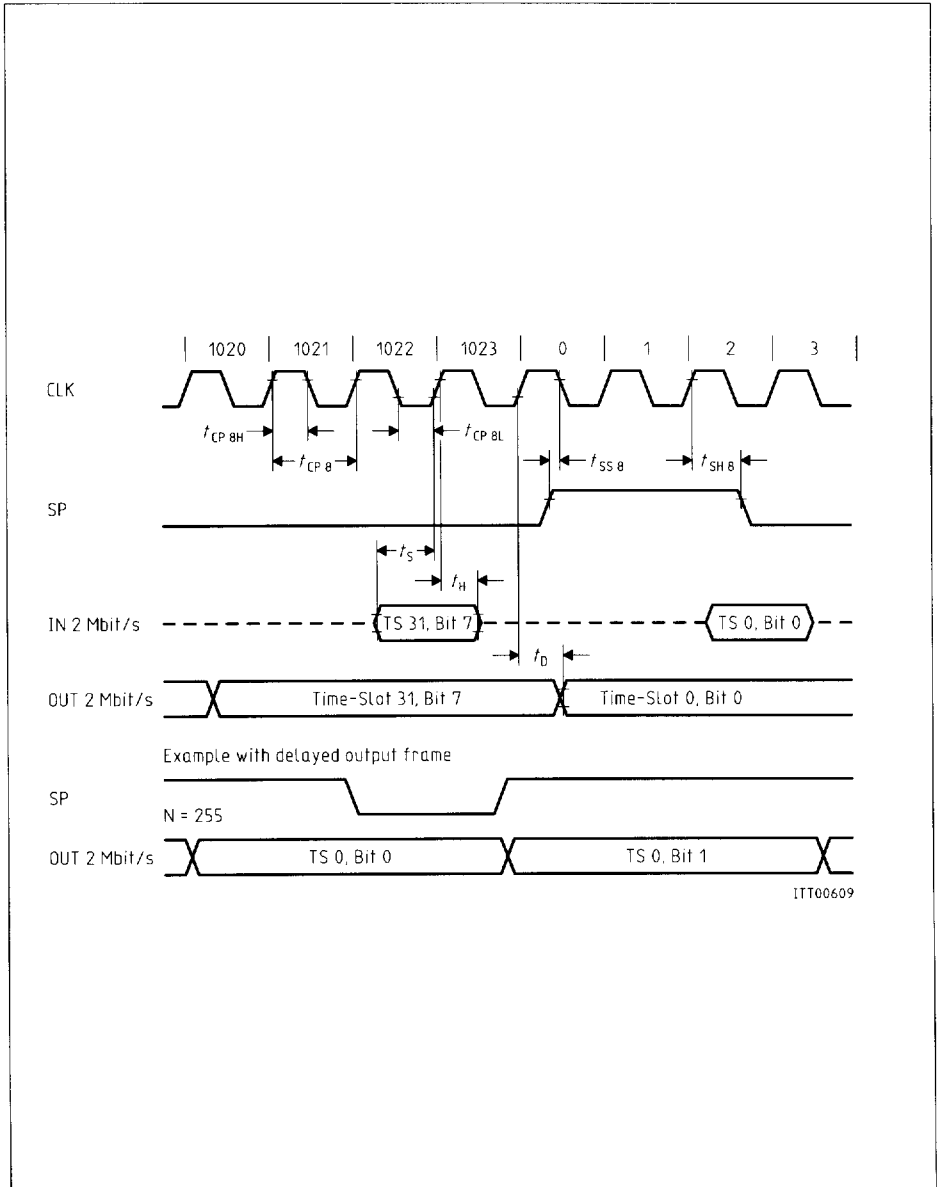 1020 1021 1022 1023 0 1 2 3
CLK
t CP 8H
t CP 8L
t CP 8
t SS 8
t SH 8
SP
t S
t H
IN 2 Mbit/s
TS 31, Bit 7
TS 0, Bit 0
t D
OUT 2 Mbit/s
Time-Slot 31, Bit 7
Time-Slot 0, Bit 0
Example with delayed output frame
SP
N = 255
OUT 2 Mbit/s
TS 0, Bit 0
TS 0, Bit 1
ITT00609